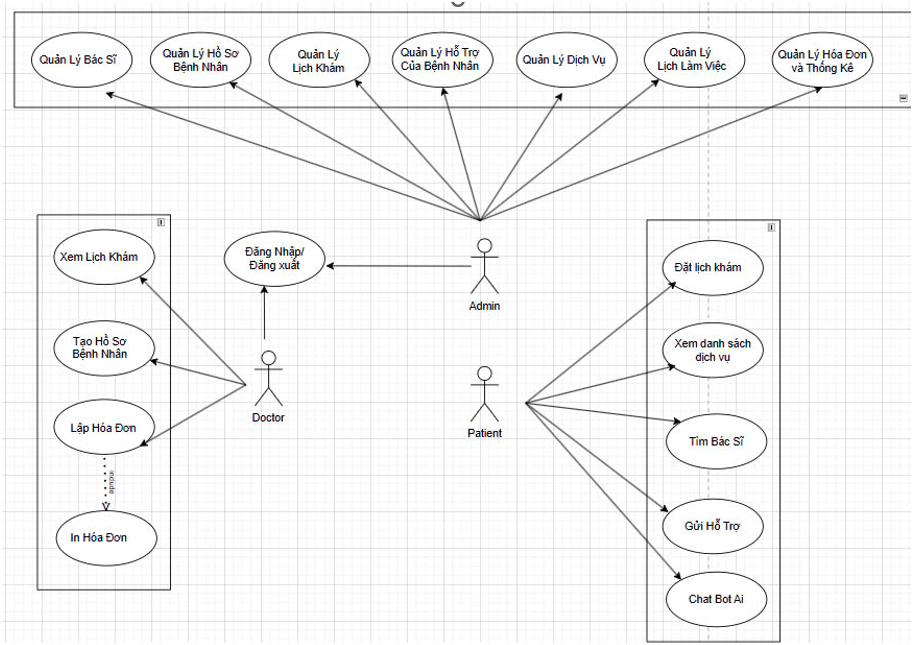 Quản Lý Bác Sĩ
Quản Lý Hồ Sơ
Bệnh Nhân
Quản Lý
Lịch Khám
Quản Lý Hỗ Trợ
Của Bệnh Nhân
Quản Lý Dịch Vụ
Quản Lý
Lịch Làm Việc
Quản Lý Hóa Đơn
và Thống Kê
Xem Lịch Khám
Tạo Hồ Sơ
Bệnh Nhân
Lập Hóa Đơn
include
In Hóa Đơn
Đăng Nhập/
Đăng xuất
Doctor
Admin
Patient
Đặt lịch khám
Xem danh sách
dịch vụ
Tìm Bác Sĩ
Gửi Hỗ Trợ
Chat Bot Ai